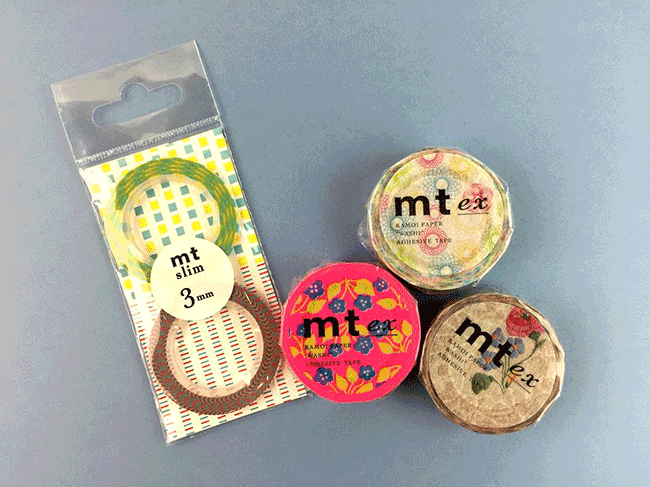 mt
slim
3mm
mt ex
KAMOI PAPER
"WASHI"
ADHESIVE TAPE
mt ex
KAMOI PAPER
"WASHI"
ADHESIVE TAPE
mt ex
KAMOI PAPER
"WASHI"
ADHESIVE